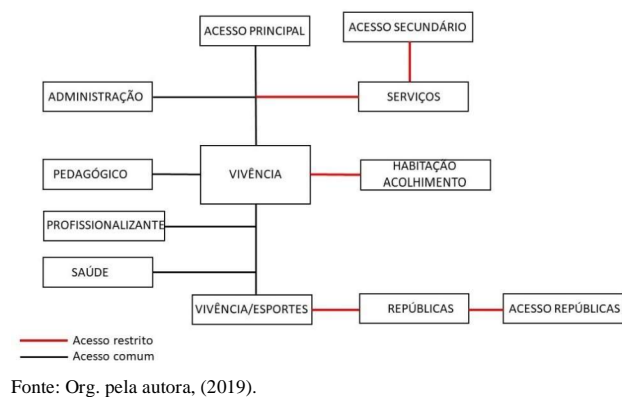 ACESSO PRINCIPAL
ACESSO SECUNDÁRIO
ADMINISTRAÇÃO
SERVIÇOS
PEDAGÓGICO
VIVÊNCIA
HABITAÇÃO
ACOLHIMENTO
PROFISSIONALIZANTE
SAÚDE
VIVÊNCIA/ESPORTES
REPÚBLICAS
ACESSO REPÚBLICAS
Acesso restrito
Acesso comum
Fonte: Org. pela autora, (2019).